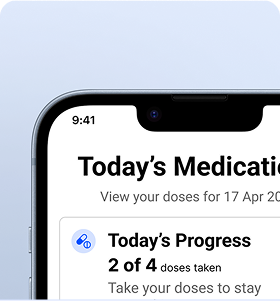 9:41
Today's Medicati
View your doses for 17 Apr 20
Today's Progress
2 of 4 doses taken
Take your doses to stay